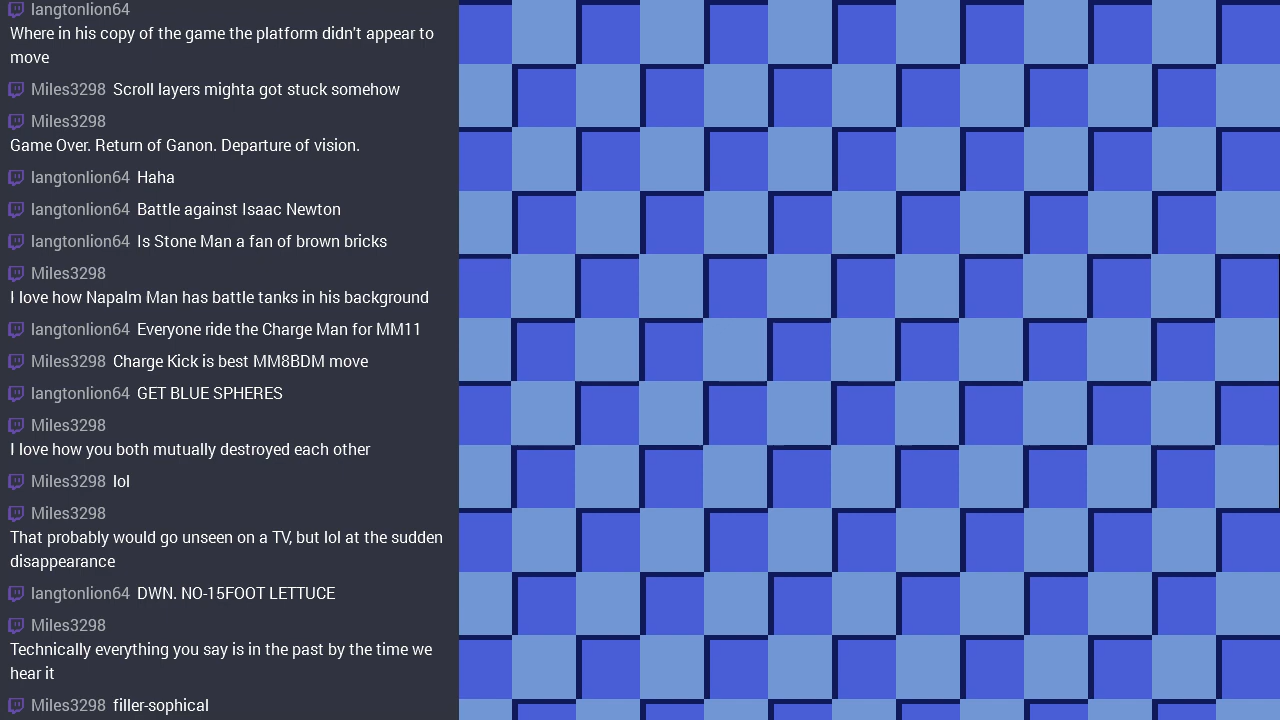 langtonlion64
Where in his copy of the game the platform didn't appear to
move
Miles3298 Scroll layers mighta got stuck somehow
Miles3298
Game Over. Return of Ganon. Departure of vision.
langtonlion64 Haha
langtonlion64 Battle against Isaac Newton
langtonlion64 Is Stone Man a fan of brown bricks
Miles3298
I love how Napalm Man has battle tanks in his background
langtonlion64 Everyone ride the Charge Man for MM11
Miles3298 Charge Kick is best MM8BDM move
langtonlion64 GET BLUE SPHERES
Miles3298
I love how you both mutually destroyed each other
Miles3298 lol
Miles3298
That probably would go unseen on a TV, but lol at the sudden
disappearance
langtonlion64 DWN. NO-15FOOT LETTUCE
Miles3298
Technically everything you say is in the past by the time we
hear it
Miles3298 filler-sophical